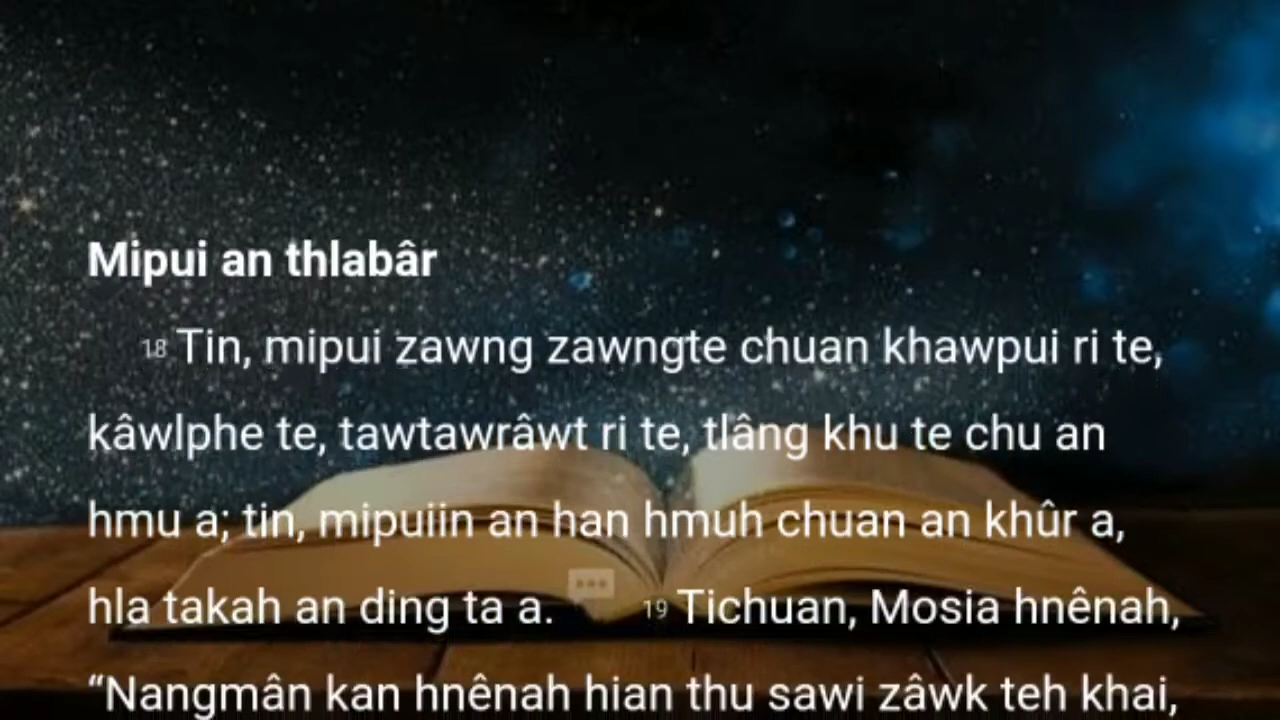 Mipui an thlabâr
18 Tin, mipui zawng zawngte chuan khawpui ri te,
kâwlphe te, tawtawrâwt ri te, tlâng khu te chu an
hmu a; tin, mipuiin an han hmuh chuan an khûr a,
hla takah an ding ta a. 19 Tichuan, Mosia hnênah,
“Nangmân kan hnênah hian thu sawi zâwk teh khai,